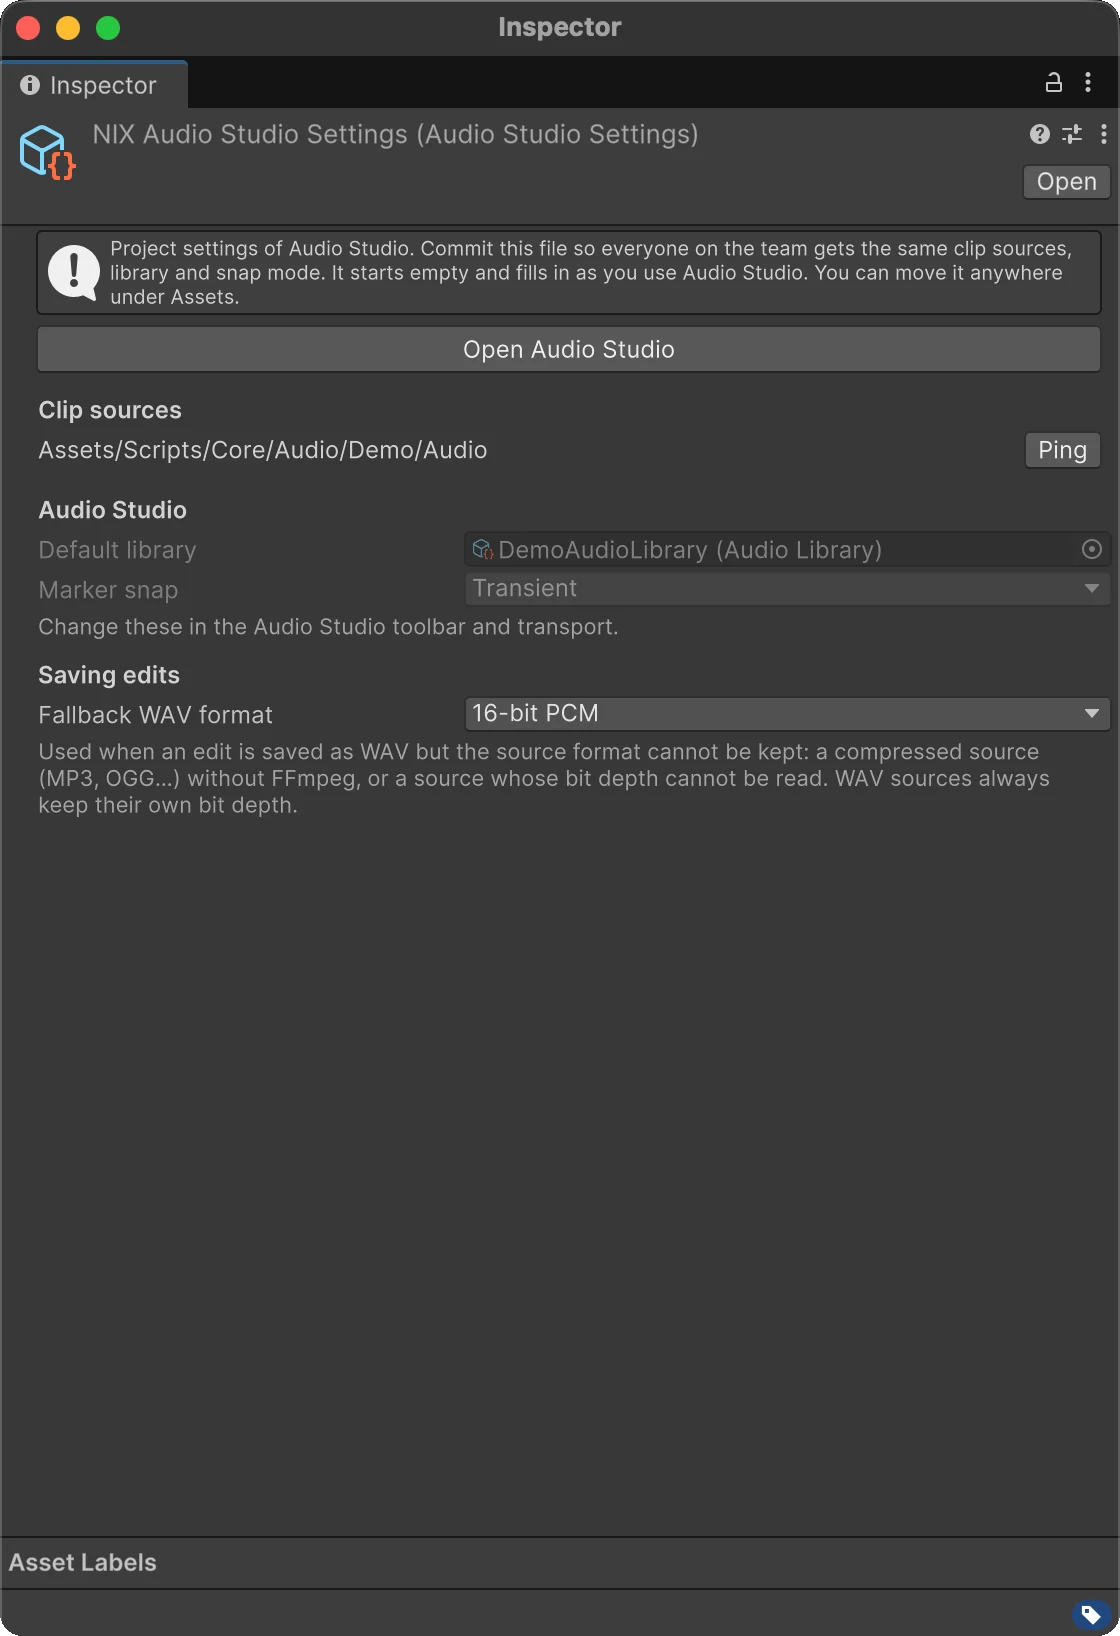 Inspector
Inspector
NIX Audio Studio Settings (Audio Studio Settings)
Open
Project settings of Audio Studio. Commit this file so everyone on the team gets the same clip sources,
library and snap mode. It starts empty and fills in as you use Audio Studio. You can move it anywhere
under Assets.
Open Audio Studio
Clip sources
Assets/Scripts/Core/Audio/Demo/Audio
Ping
Audio Studio
Default library
DemoAudioLibrary (Audio Library)
Marker snap
Transient
Change these in the Audio Studio toolbar and transport.
Saving edits
Fallback WAV format
16-bit PCM
Used when an edit is saved as WAV but the source format cannot be kept: a compressed source
(MP3, OGG...) without FFmpeg, or a source whose bit depth cannot be read. WAV sources always
keep their own bit depth.
Asset Labels